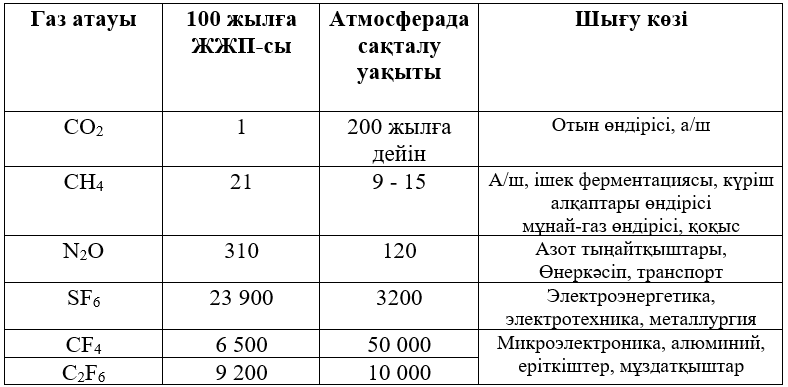 Газ атауы
100 жылға
ЖЖП-сы
Атмосферада
сақталу
уақыты
Шығу көзі
CO₂
1
200 жылға
дейін
Отын өндірісі, а/ш
CH₄
21
9 - 15
А/ш, ішек ферментациясы, күріш
алқаптары өндірісі
мұнай-газ өндірісі, қоқыс
N₂O
310
120
Азот тыңайтқыштары,
Өнеркәсіп, транспорт
SF₆
23 900
3200
Электроэнергетика,
электротехника, металлургия
CF₄
6 500
50 000
Микроэлектроника, алюминий,
еріткіштер, мұздатқыштар
C₂F₆
9 200
10 000